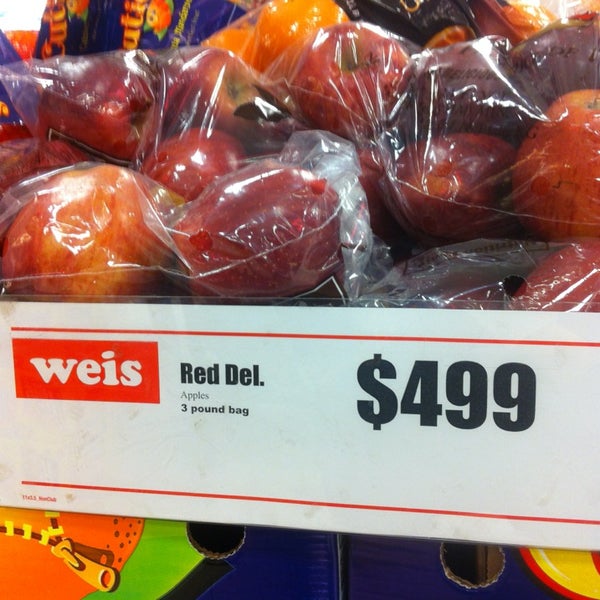 weis
Red Del.
Apples
3 pound bag
$499